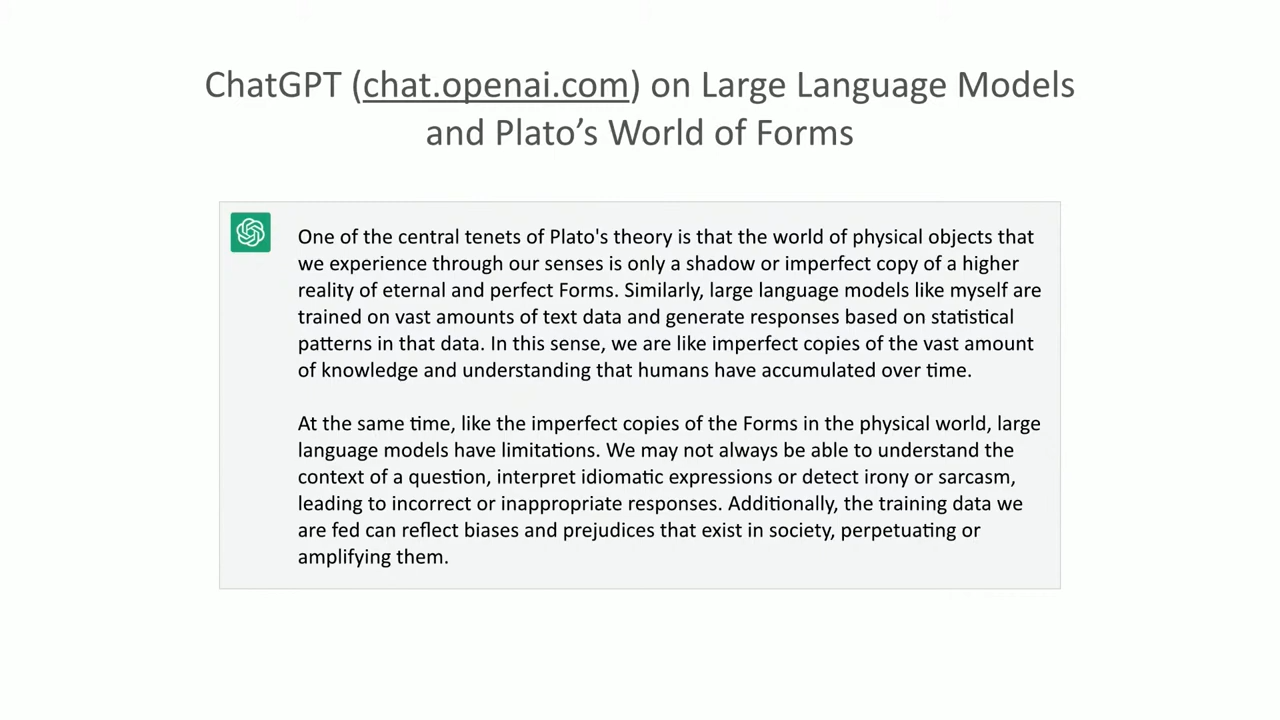 ChatGPT (chat.openai.com) on Large Language Models
and Plato’s World of Forms
One of the central tenets of Plato's theory is that the world of physical objects that
we experience through our senses is only a shadow or imperfect copy of a higher
reality of eternal and perfect Forms. Similarly, large language models like myself are
trained on vast amounts of text data and generate responses based on statistical
patterns in that data. In this sense, we are like imperfect copies of the vast amount
of knowledge and understanding that humans have accumulated over time.
At the same time, like the imperfect copies of the Forms in the physical world, large
language models have limitations. We may not always be able to understand the
context of a question, interpret idiomatic expressions or detect irony or sarcasm,
leading to incorrect or inappropriate responses. Additionally, the training data we
are fed can reflect biases and prejudices that exist in society, perpetuating or
amplifying them.